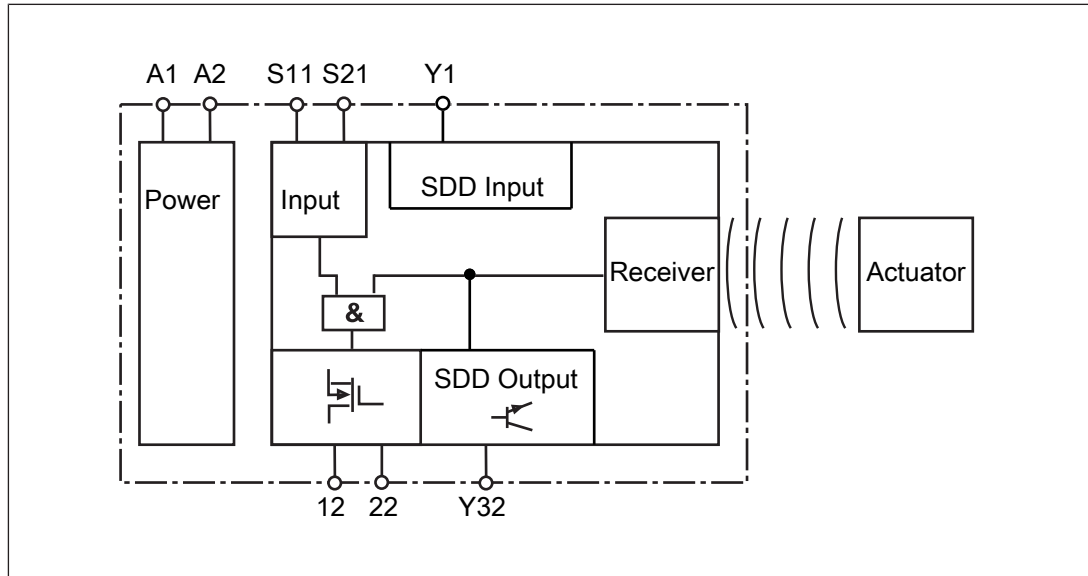 A1 A2 S11 S21 Y1
Power
Input
SDD Input
Receiver
Actuator
&
SDD Output
12 22 Y32